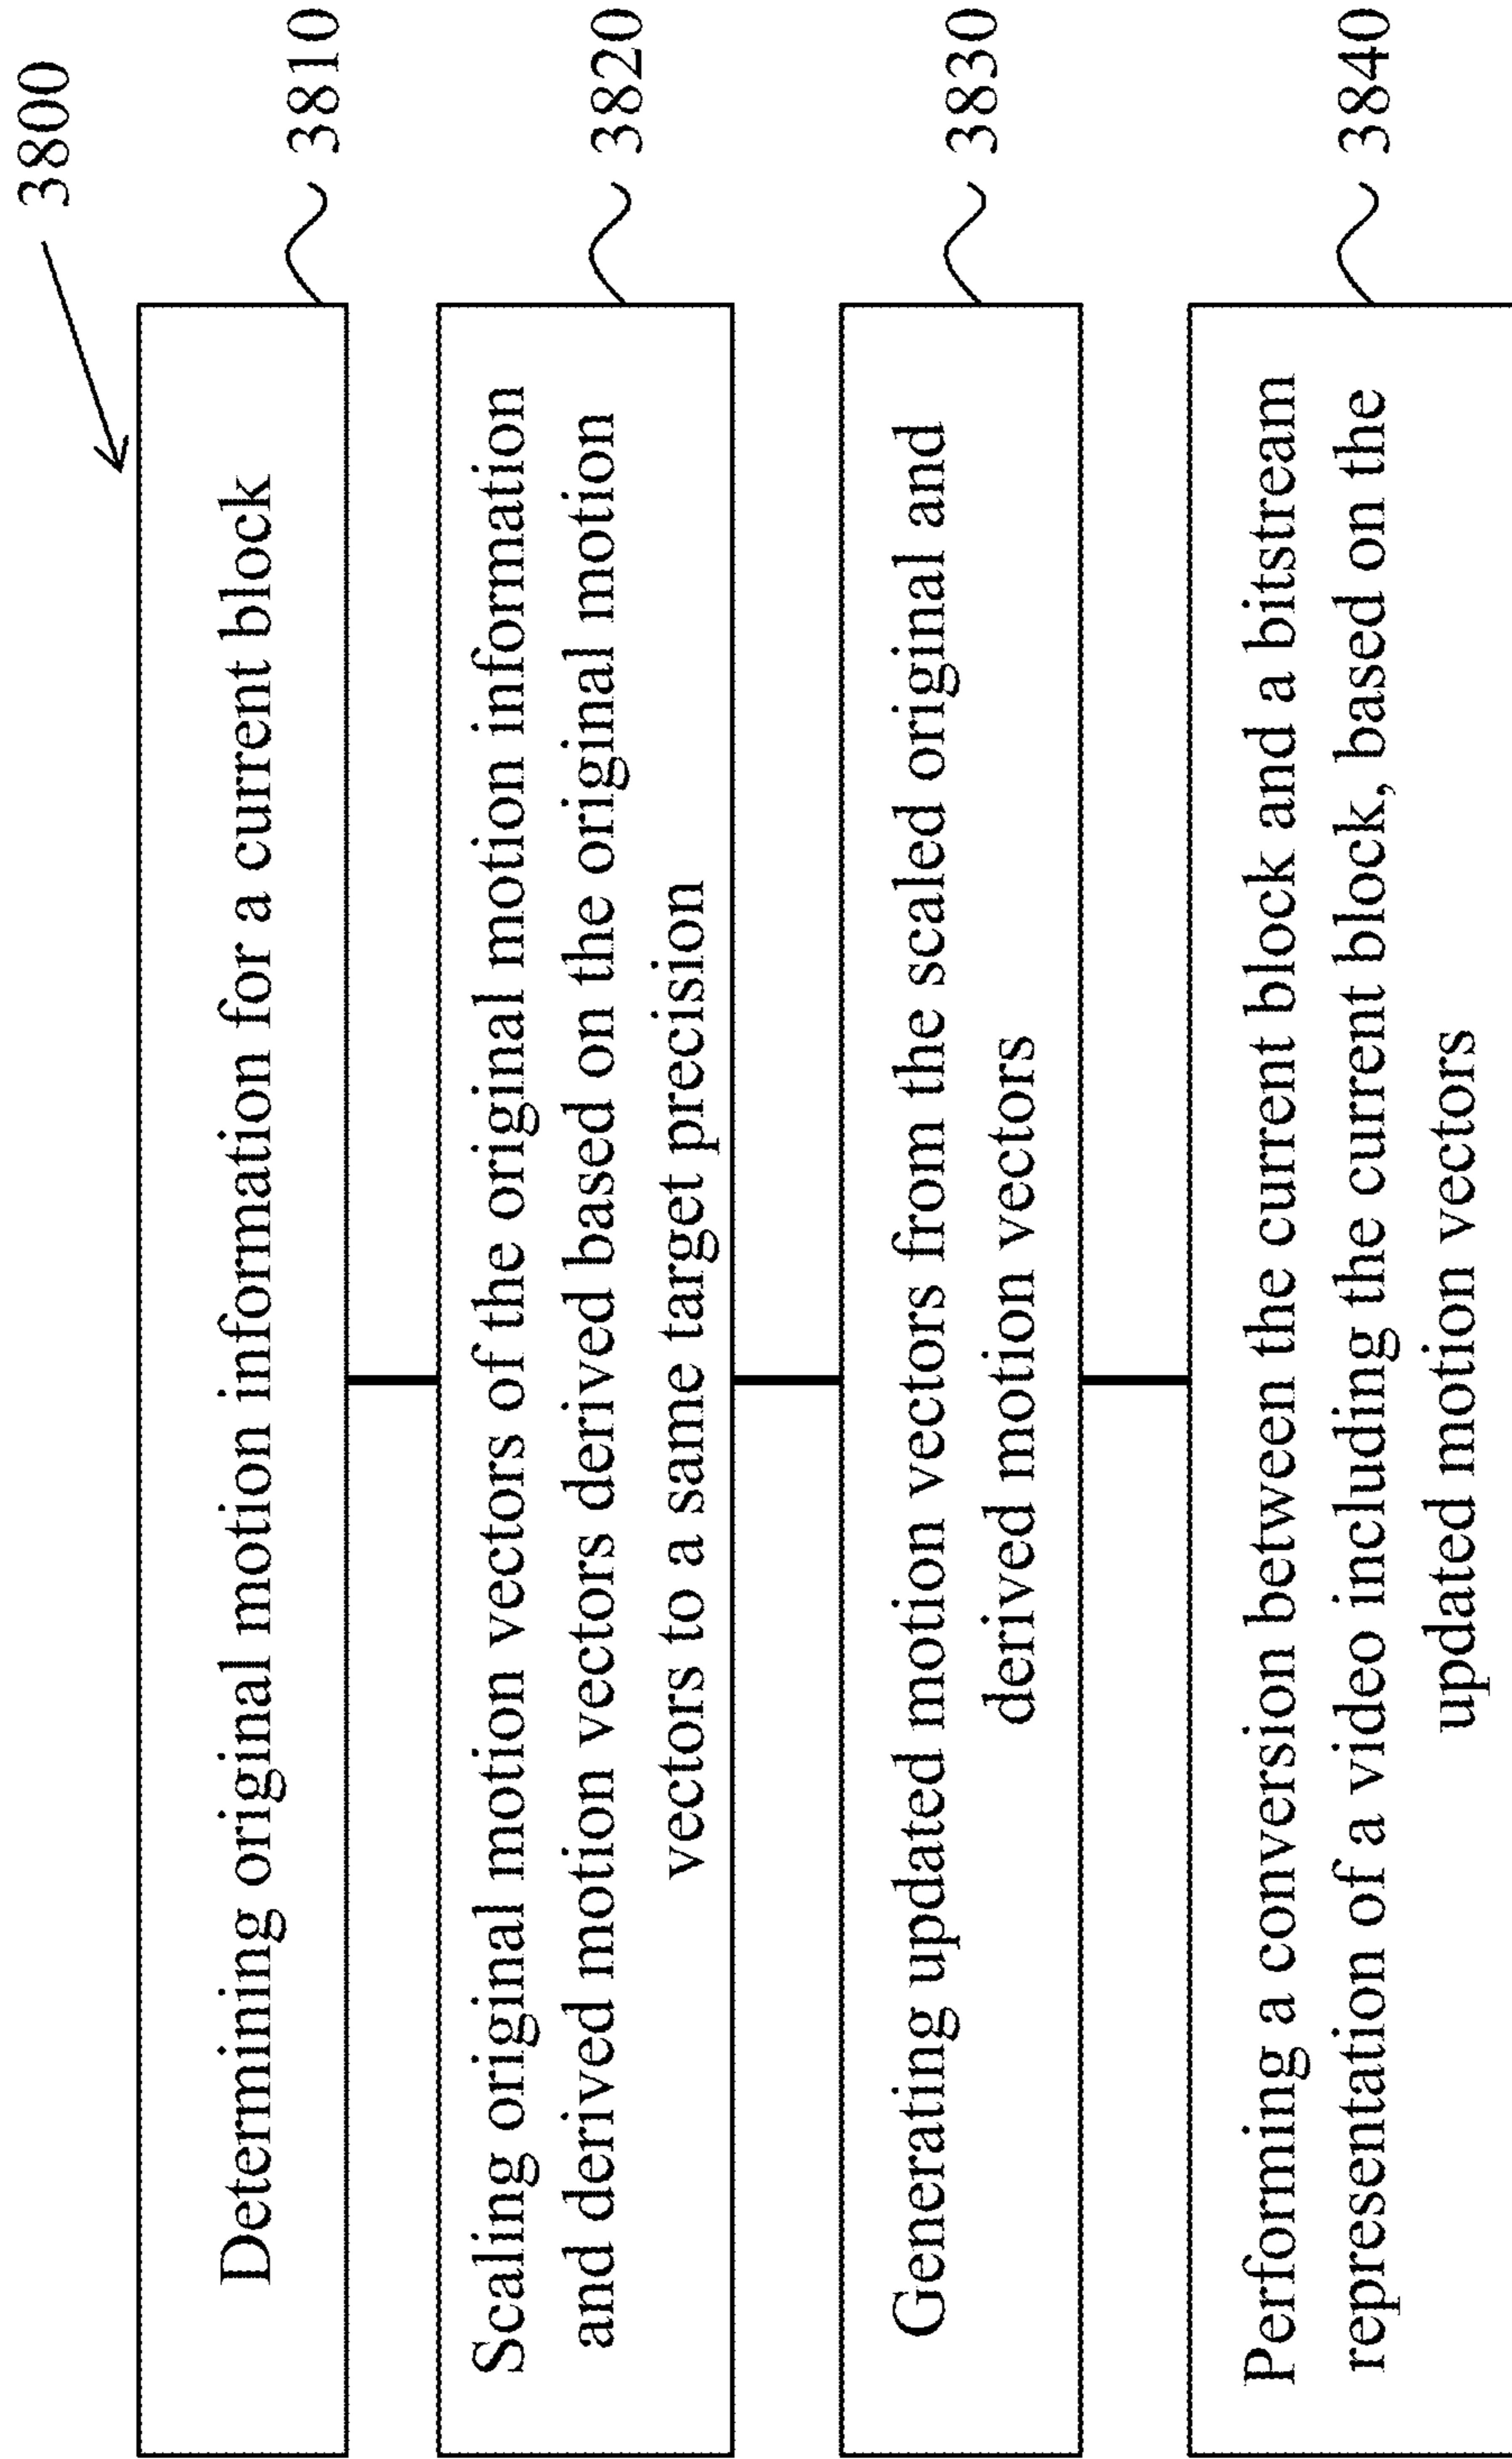 3800
Determining original motion information for a current block
3810
Scaling original motion vectors of the original motion information
and derived motion vectors derived based on the original motion
vectors to a same target precision
3820
Generating updated motion vectors from the scaled original and
derived motion vectors
3830
Performing a conversion between the current block and a bitstream
representation of a video including the current block, based on the
updated motion vectors
3840